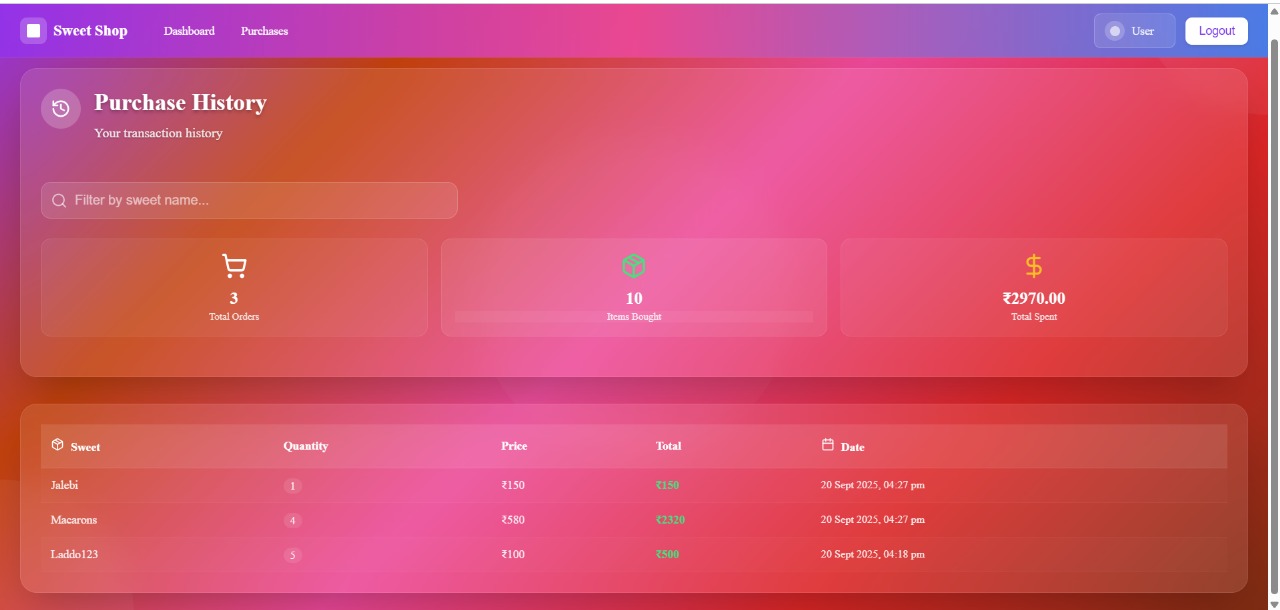 Sweet Shop Dashboard Purchases User Logout
Purchase History
Your transaction history
Filter by sweet name...
3 10 ₹2970.00
Total Orders Items Bought Total Spent
Sweet Quantity Price Total Date
Jalebi 1 ₹150 ₹150 20 Sept 2025, 04:27 pm
Macarons 4 ₹580 ₹2320 20 Sept 2025, 04:27 pm
Laddo123 5 ₹100 ₹500 20 Sept 2025, 04:18 pm